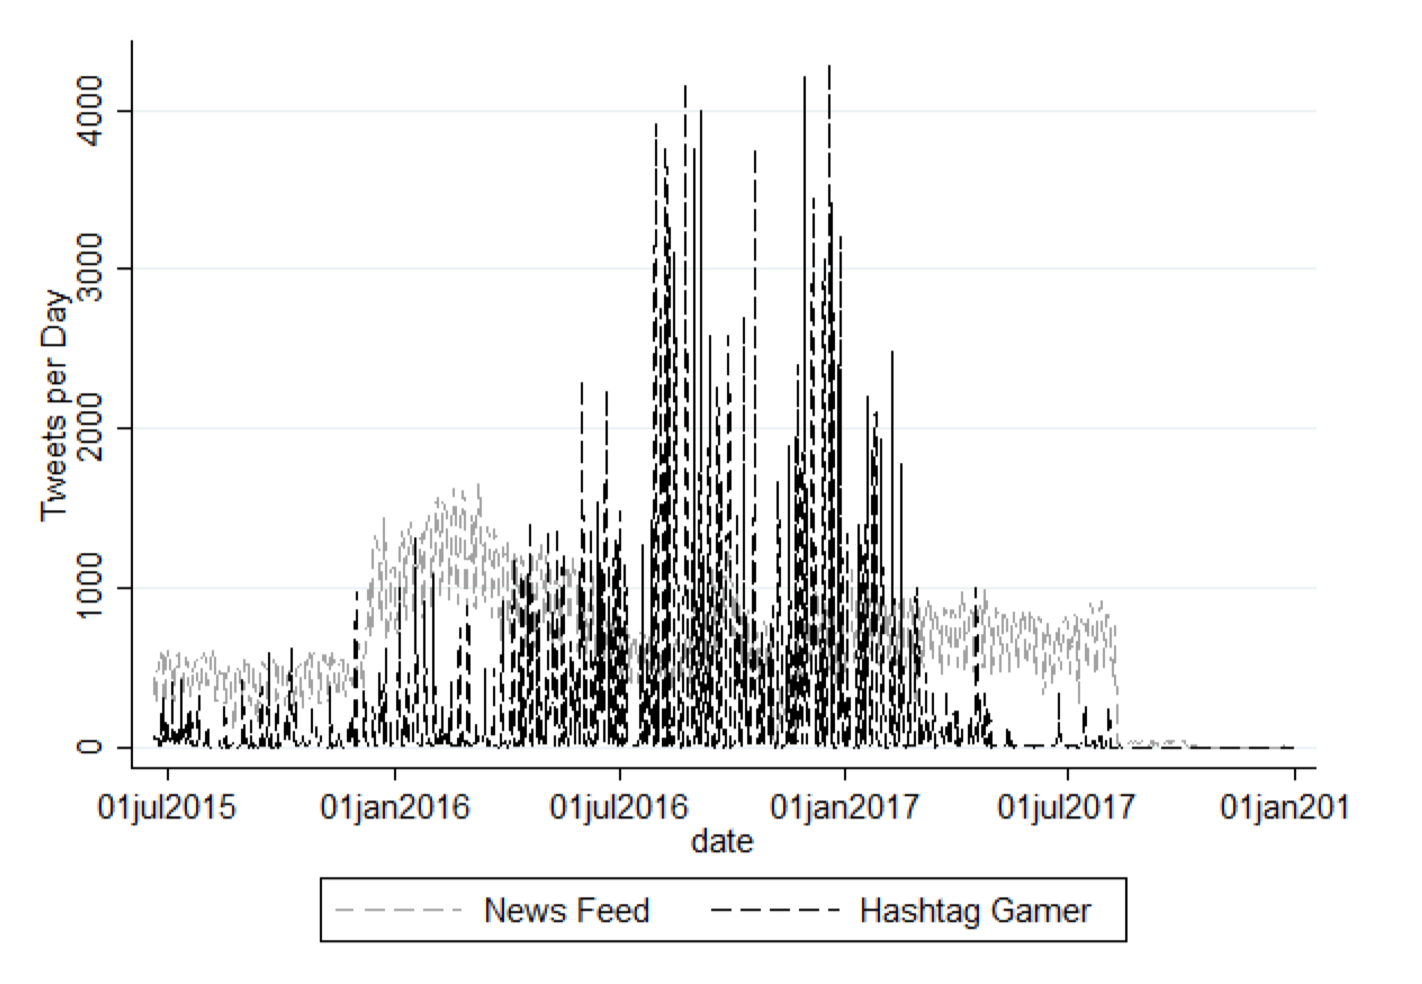 Tweets per Day
4000
3000
2000
1000
0
01jul2015 01jan2016 01jul2016 01jan2017 01jul2017 01jan201
date
News Feed Hashtag Gamer